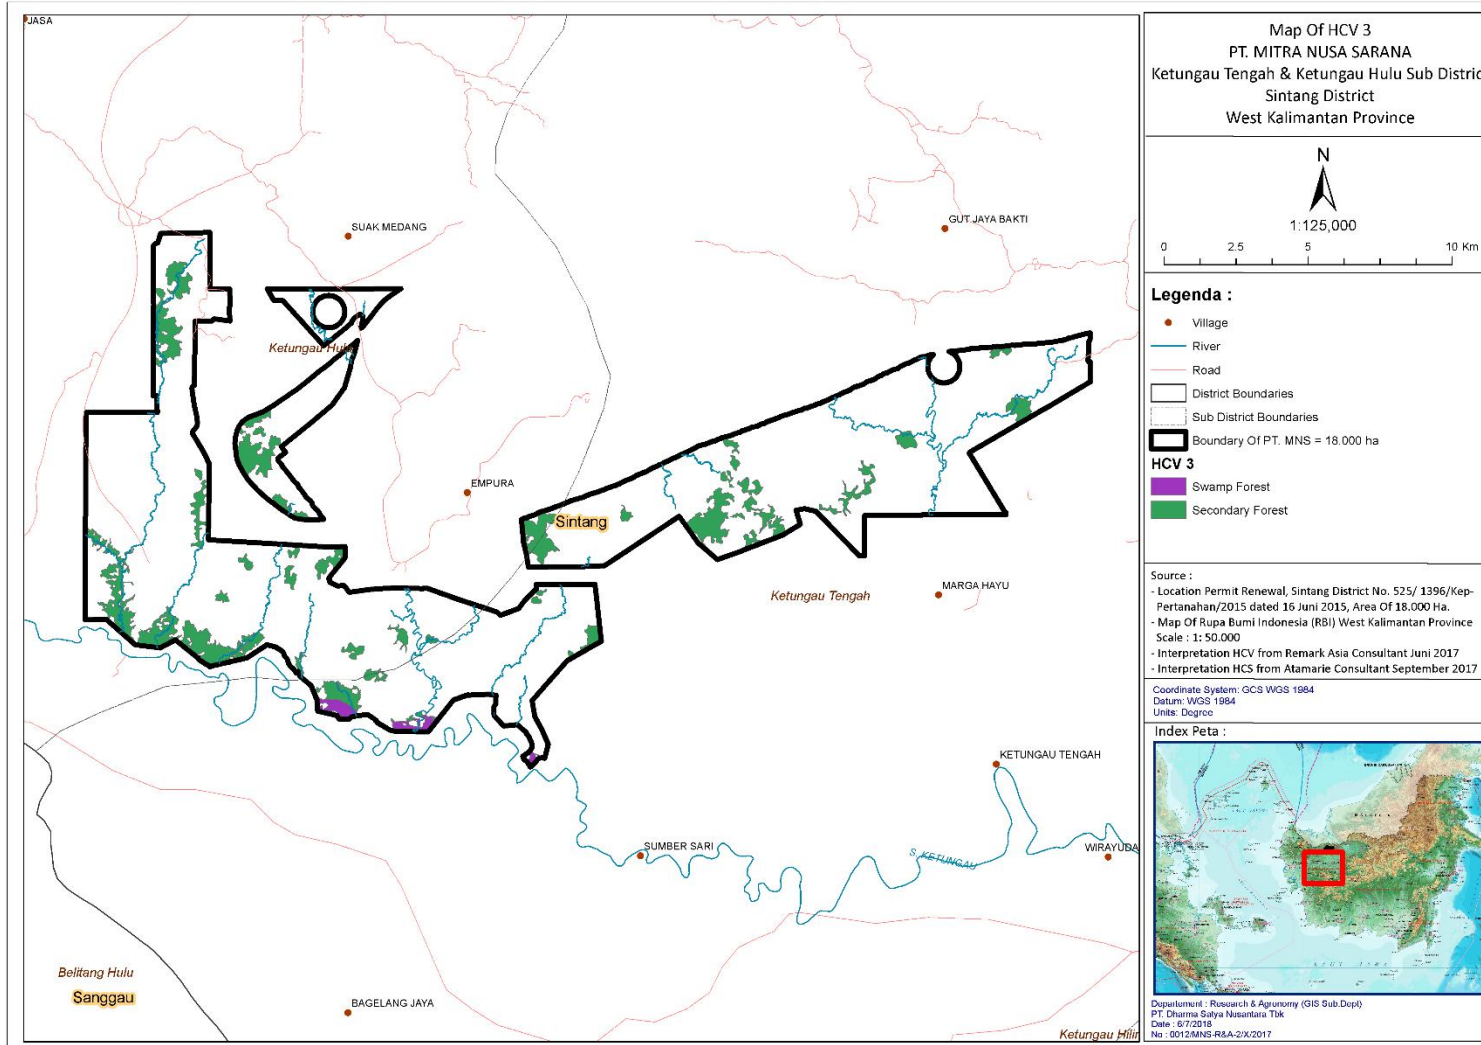 JASA
SUAK MEDANG
GUT JAYA BAKTI
Ketungau Hulu
EMPURA
Sintang
Ketungau Tengah
MARGA HAYU
KETUNGAU TENGAH
SUMBER SARI
S. KETUNGAU
WIRAYUDA
Belitang Hulu
Sanggau
BAGELANG JAYA
Ketungau Hilir
Map Of HCV 3
PT. MITRA NUSA SARANA
Ketungau Tengah & Ketungau Hulu Sub Distric
Sintang District
West Kalimantan Province
N
1:125,000
0 2.5 5 10 Km
Legenda :
Village
River
Road
District Boundaries
Sub District Boundaries
Boundary Of PT. MNS = 18.000 ha
HCV 3
Swamp Forest
Secondary Forest
Source :
- Location Permit Renewal, Sintang District No. 525/ 1396/Kep-
Pertanahan/2015 dated 16 Juni 2015, Area Of 18.000 Ha.
- Map Of Rupa Bumi Indonesia (RBI) West Kalimantan Province
Scale : 1: 50.000
- Interpretation HCV from Remark Asia Consultant Juni 2017
- Interpretation HCS from Atamarie Consultant September 2017
Coordinate System: GCS WGS 1984
Datum: WGS 1984
Units: Degree
Index Peta :
Departement : Research & Agronomy (GIS Sub.Dept)
PT. Dharma Satya Nusantara Tbk
Date : 6/7/2018
No : 0012/MNS-R&A-2/X/2017